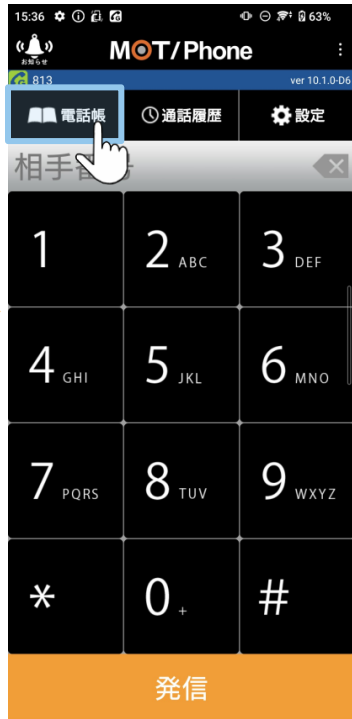 15:36 63%
お知らせ MOT/Phone
813 ver 10.1.0-D6
電話帳 通話履歴 設定
相手番号
1 2 ABC 3 DEF
4 GHI 5 JKL 6 MNO
7 PQRS 8 TUV 9 WXYZ
* 0 + #
発信